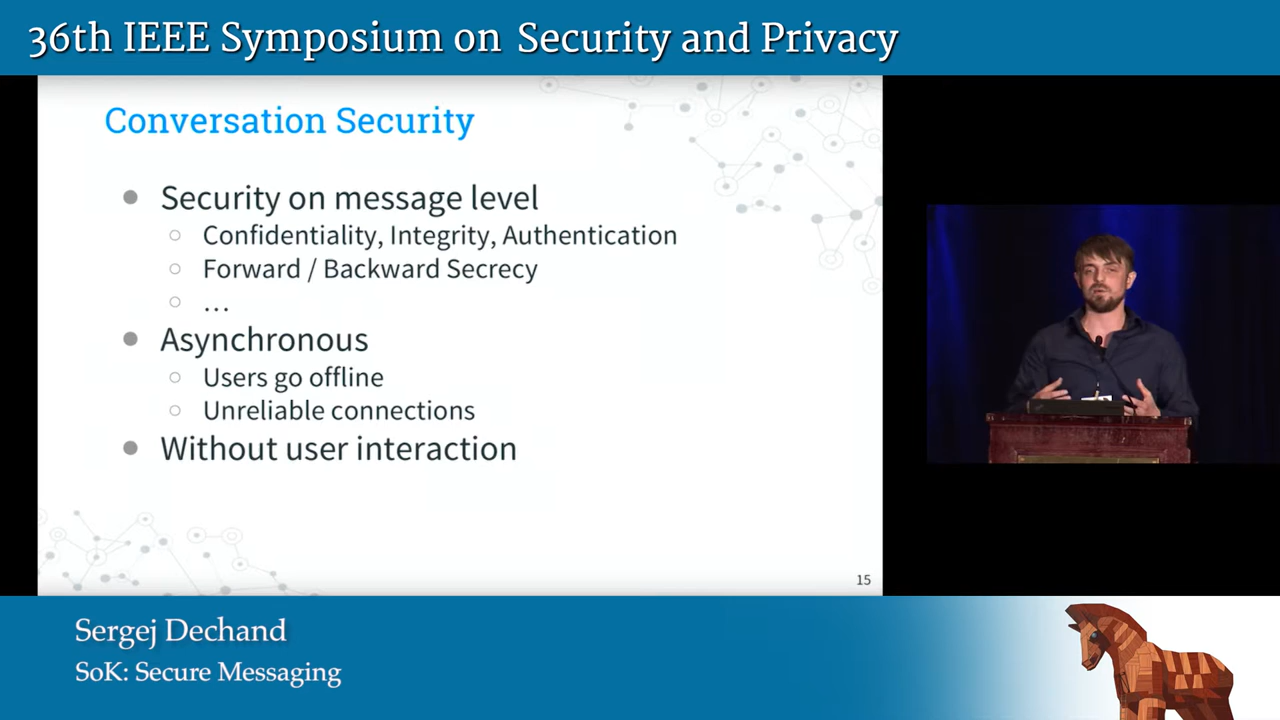 36th IEEE Symposium on Security and Privacy
Conversation Security
● Security on message level
○ Confidentiality, Integrity, Authentication
○ Forward / Backward Secrecy
○ ...
● Asynchronous
○ Users go offline
○ Unreliable connections
● Without user interaction
15
Sergej Dechand
SoK: Secure Messaging